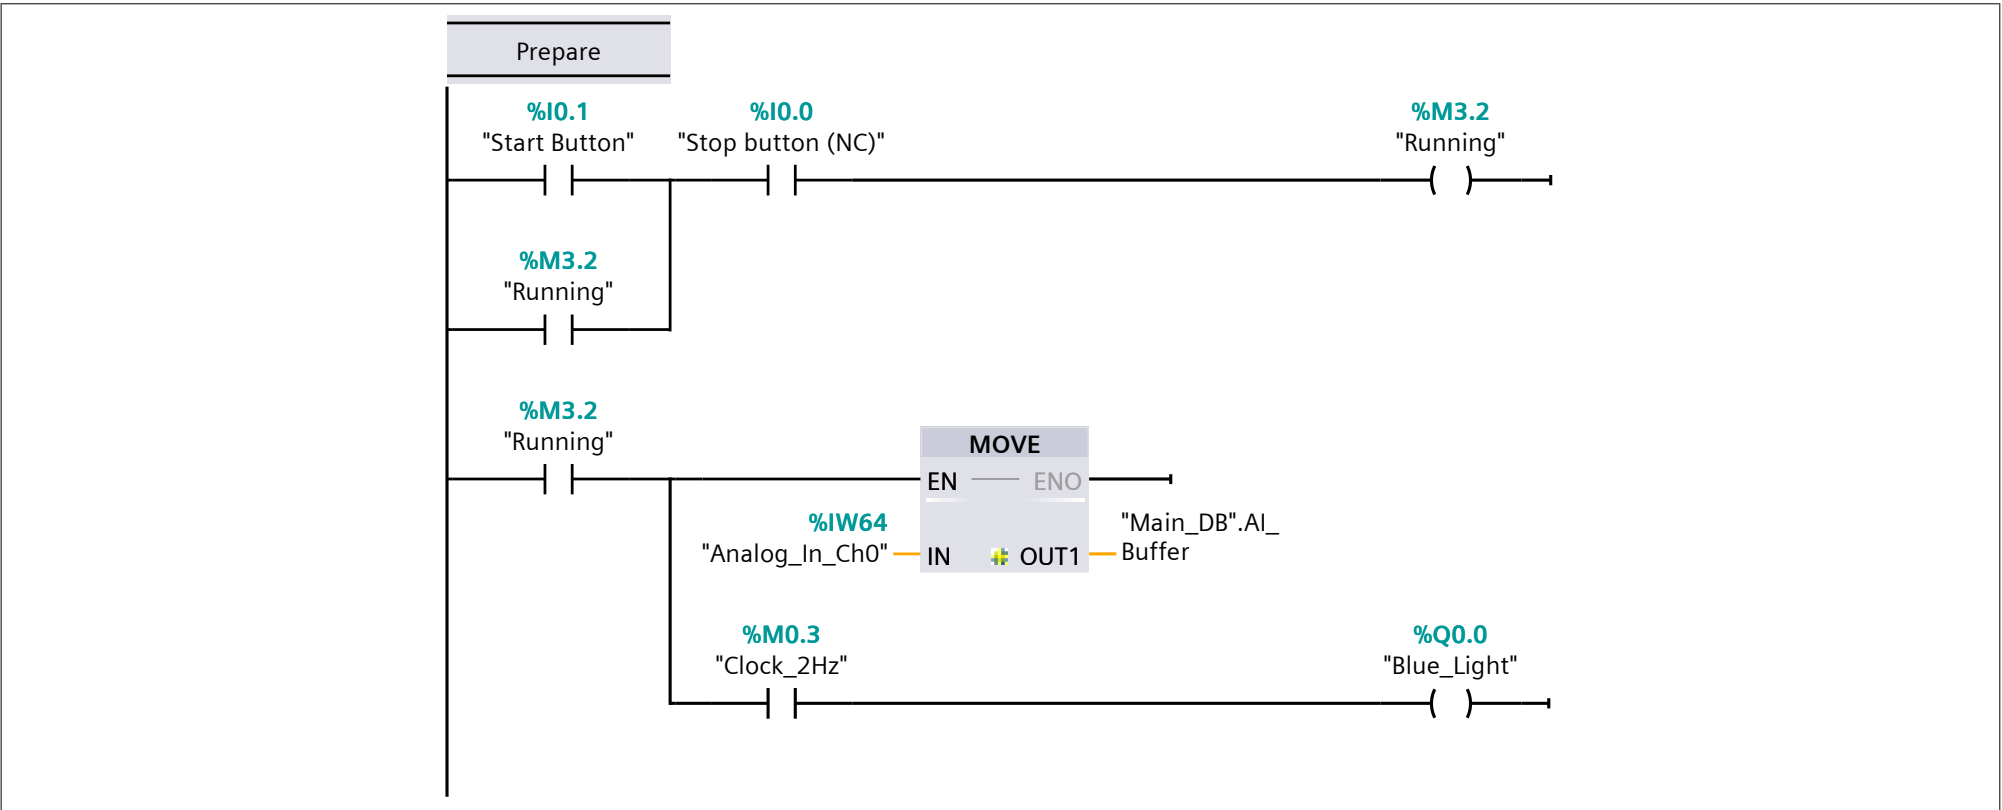 Prepare
%I0.1
"Start Button"
%I0.0
"Stop button (NC)"
%M3.2
"Running"
%M3.2
"Running"
%M3.2
"Running"
MOVE
EN
ENO
%IW64
"Analog_In_Ch0"
IN
OUT1
"Main_DB".AI_
Buffer
%M0.3
"Clock_2Hz"
%Q0.0
"Blue_Light"